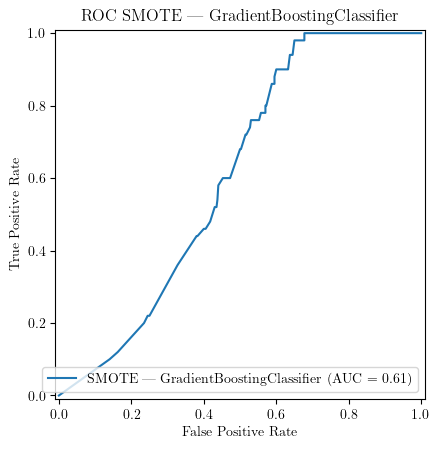 ROC SMOTE — GradientBoostingClassifier
1.0
0.8
0.6
0.4
0.2
0.0
True Positive Rate
SMOTE — GradientBoostingClassifier (AUC = 0.61)
0.0 0.2 0.4 0.6 0.8 1.0
False Positive Rate